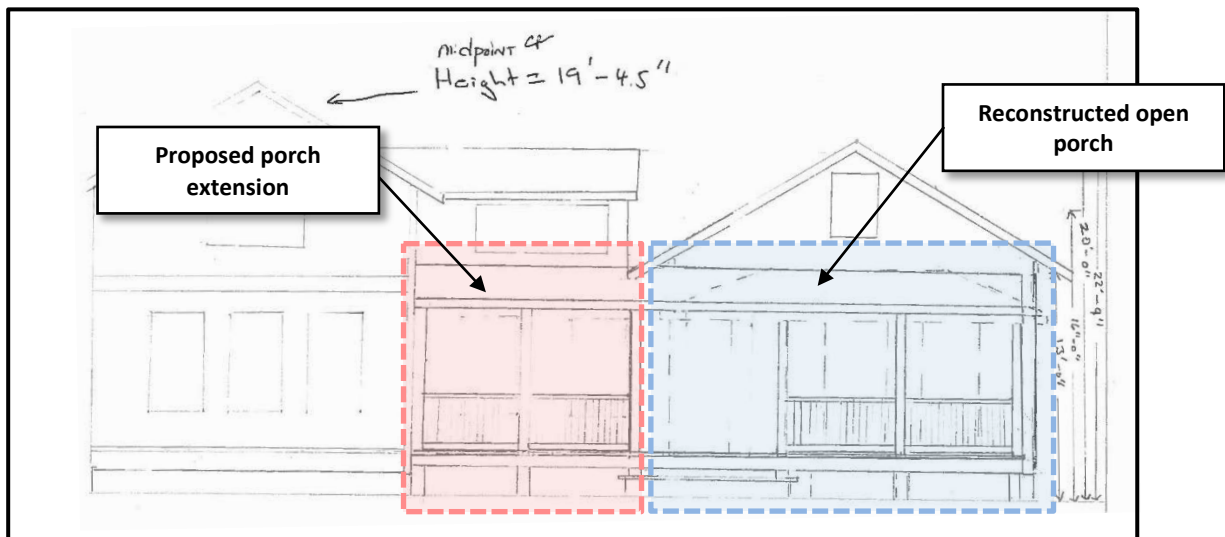 midpoint of
Height = 19'-4.5"
Proposed porch
extension
Reconstructed open
porch
13'-0"
16'-0"
20'-0"
22'-9"